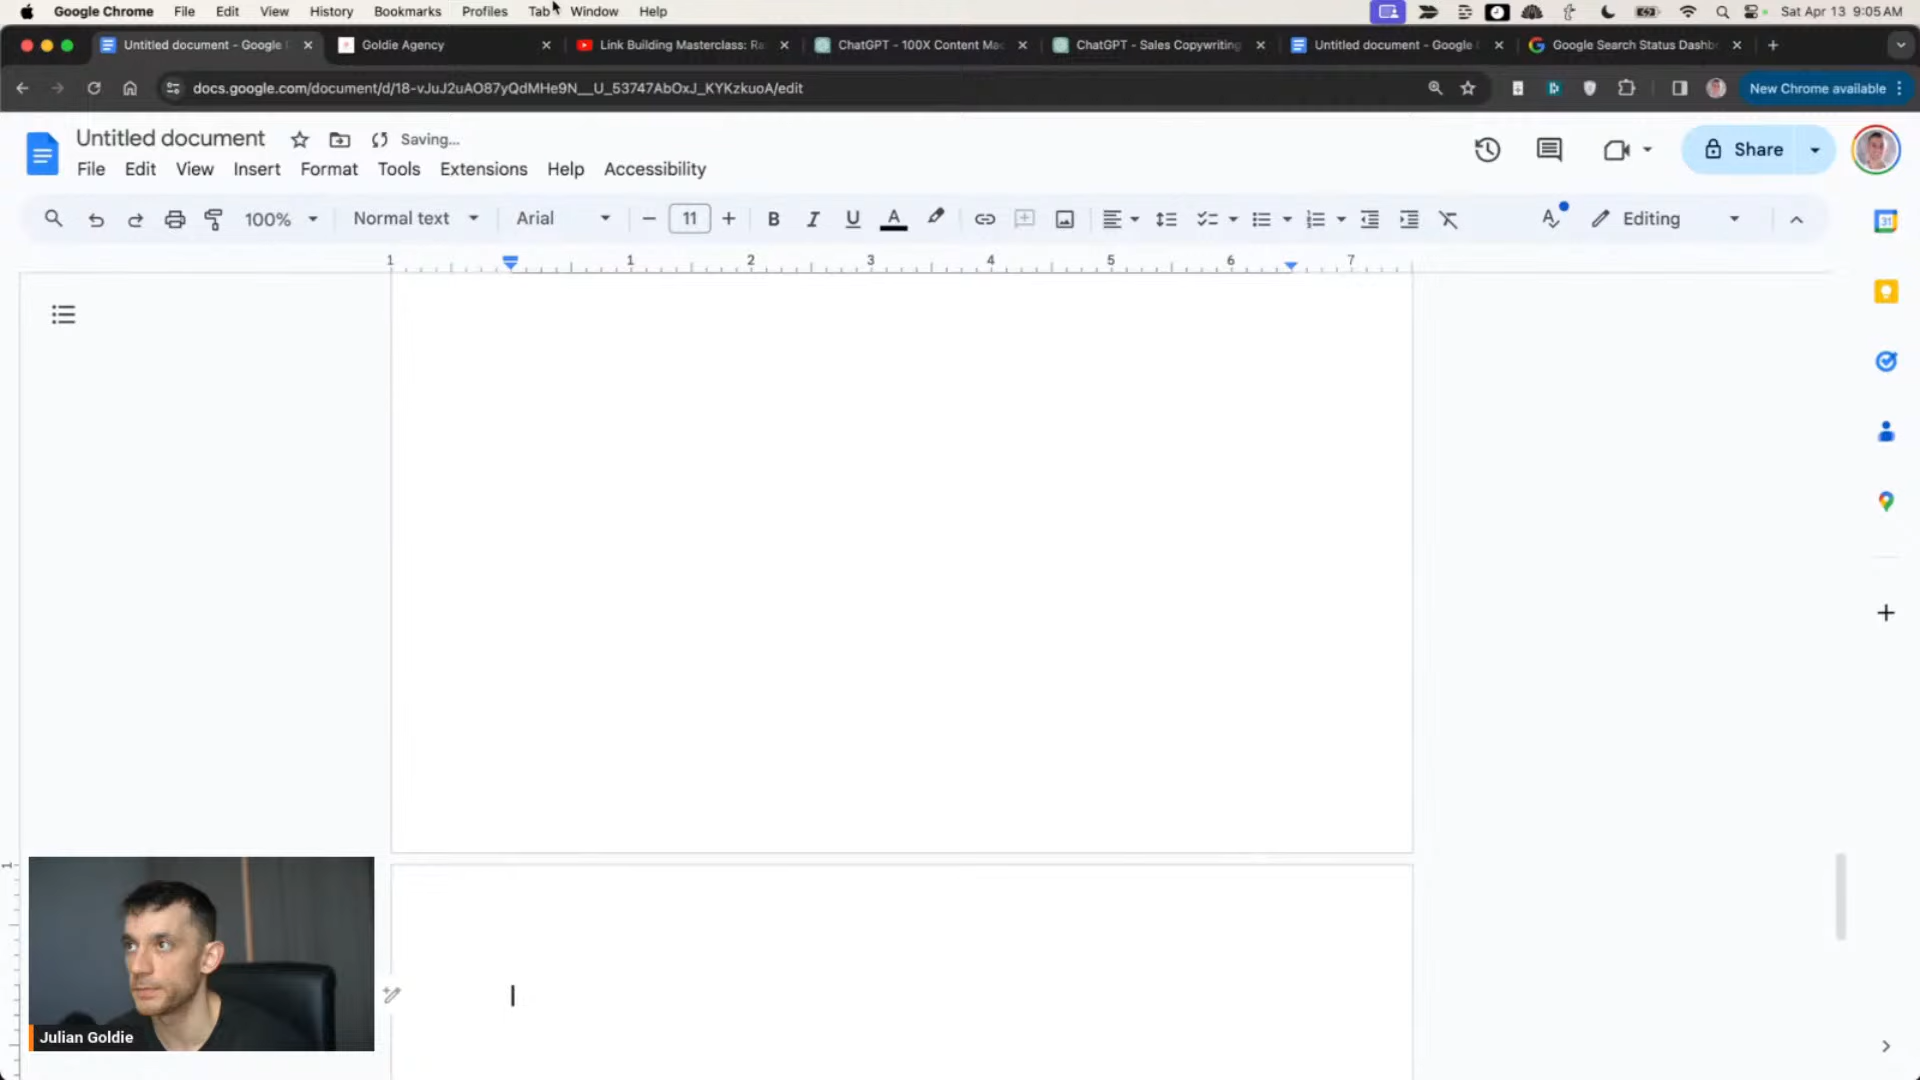 Google Chrome File Edit View History Bookmarks Profiles Tab Window Help Sat Apr 13 9:05 AM
Untitled document - Google Goldie Agency Link Building Masterclass: Ra ChatGPT - 100X Content Mac ChatGPT - Sales Copywriting Untitled document - Google Google Search Status Dashb
docs.google.com/document/d/18-vJuJ2uAO87yQdMHe9N__U_53747AbOxJ_KYKzkuoA/edit New Chrome available
Untitled document Saving...
File Edit View Insert Format Tools Extensions Help Accessibility Share
100% Normal text Arial 11 B I U A Editing
1 1 2 3 4 5 6 7
31
1
Julian Goldie